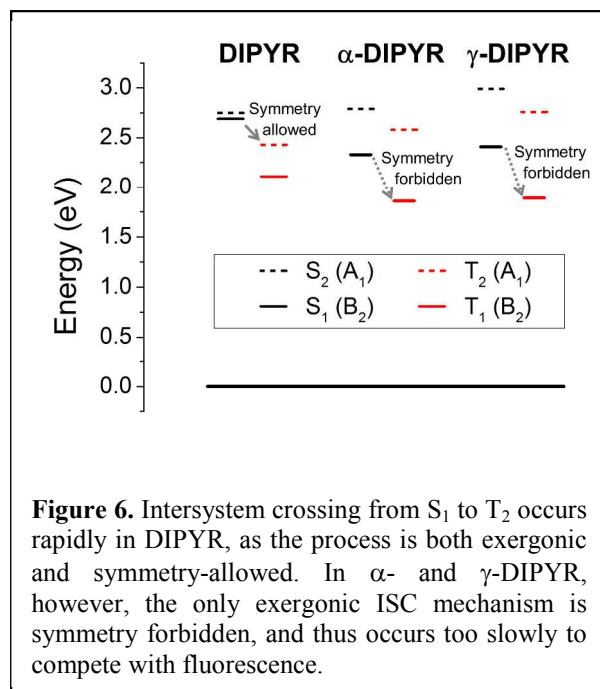 DIPYR α-DIPYR γ-DIPYR
3.0
2.5
2.0
1.5
1.0
0.5
0.0
Energy (eV)
Symmetry
allowed
Symmetry
forbidden
Symmetry
forbidden
S₂ (A₁) T₂ (A₁)
S₁ (B₂) T₁ (B₂)
Figure 6. Intersystem crossing from S₁ to T₂ occurs
rapidly in DIPYR, as the process is both exergonic
and symmetry-allowed. In α- and γ-DIPYR,
however, the only exergonic ISC mechanism is
symmetry forbidden, and thus occurs too slowly to
compete with fluorescence.